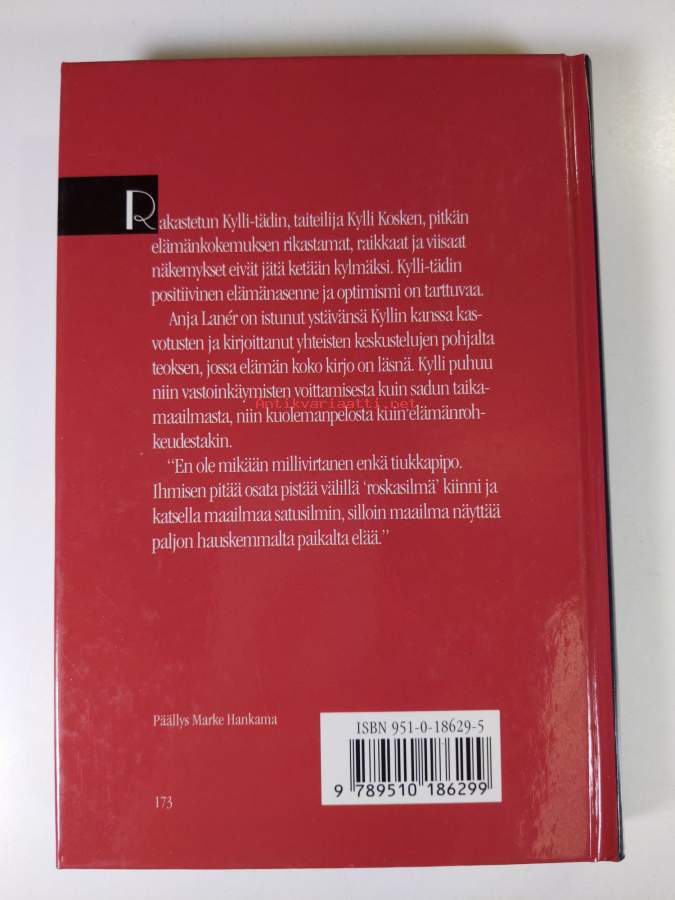 Rakastetun Kylli-tädin, taiteilija Kylli Kosken, pitkän
elämänkokemuksen rikastamat, raikkaat ja viisaat
näkemykset eivät jätä ketään kylmäksi. Kylli-tädin
positiivinen elämänasenne ja optimismi on tarttuvaa.
Anja Lanér on istunut ystävänsä Kyllin kanssa kas-
votusten ja kirjoittanut yhteisten keskustelujen pohjalta
teoksen, jossa elämän koko kirjo on läsnä. Kylli puhuu
niin vastoinkäymisten voittamisesta kuin sadun taika-
maailmasta, niin kuolemanpelosta kuin elämänroh-
Antikvariaatti.net
keudestakin.
”En ole mikään millivirtanen enkä tiukkapipo.
Ihmisen pitää osata pistää välillä ’roskasilmä’ kiinni ja
katsella maailmaa satusilmin, silloin maailma näyttää
paljon hauskemmalta paikalta elää.”
Päällys Marke Hankama
ISBN 951-0-18629-5
9 789510 186299
173